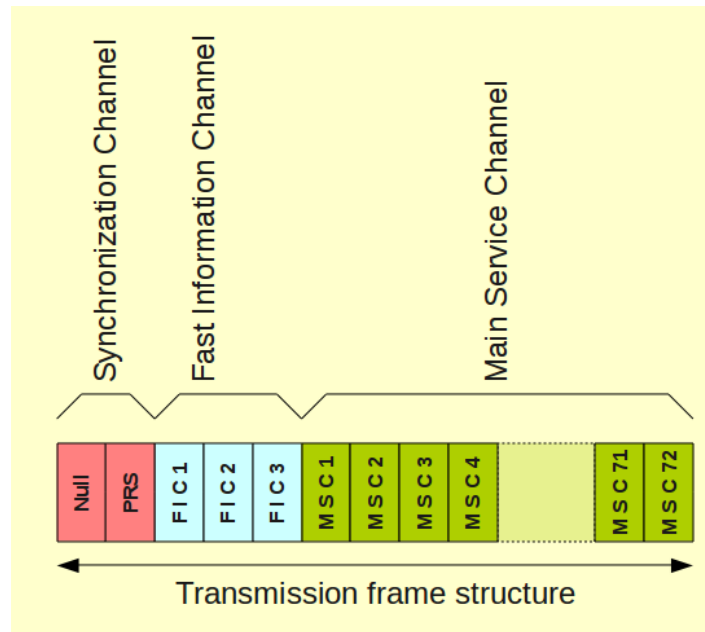 Synchronization Channel
Fast Information Channel
Main Service Channel
Null
PRS
F I C 1
F I C 2
F I C 3
M S C 1
M S C 2
M S C 3
M S C 4
M S C 71
M S C 72
Transmission frame structure